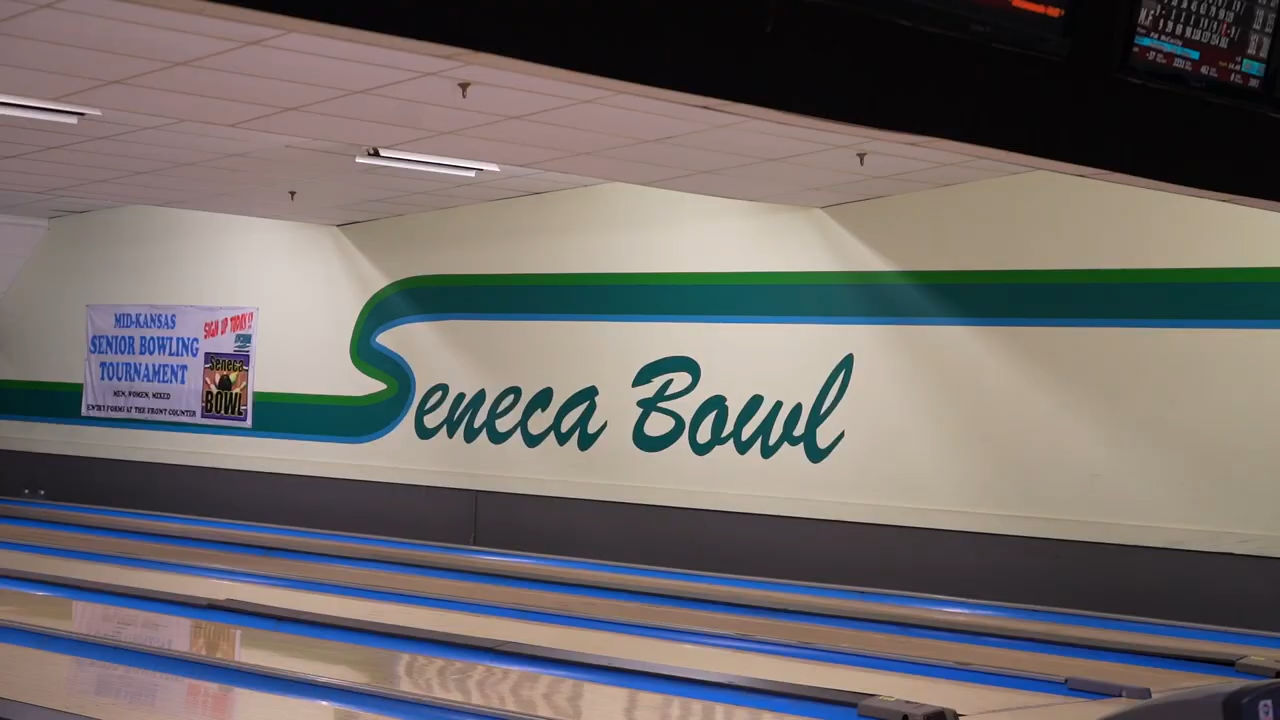 MID-KANSAS
SENIOR BOWLING
TOURNAMENT
MEN, WOMEN, MIXED
ENTRY FORMS AT THE FRONT COUNTER
SIGN UP TODAY!!
Seneca
BOWL
Seneca Bowl